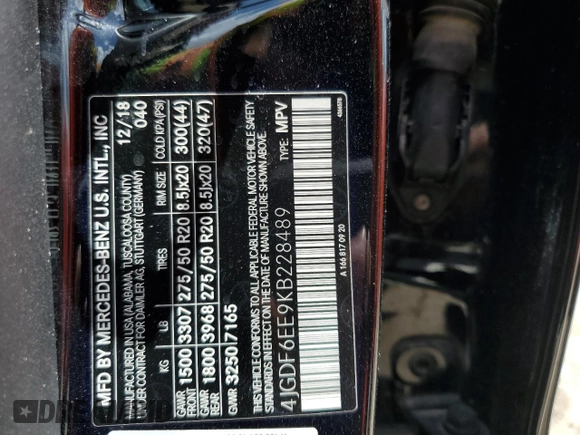 MFD BY MERCEDES-BENZ U.S. INTL., INC
IN USA (ALABAMA, TUSCALOOSA COUNTY) 12/18
UNDER CONTRACT FOR DAIMLER AG, STUTTGART (GERMANY) 040
KG LB TIRES RIM SIZE COLD KPA(PSI)
GAWR FRONT 1500 3307 275/50 R20 8.5Jx20 300(44)
GAWR REAR 1800 3968 275/50 R20 8.5Jx20 320(47)
GVWR 3250 7165
THIS VEHICLE CONFORMS TO ALL APPLICABLE FEDERAL MOTOR VEHICLE SAFETY
STANDARDS IN EFFECT ON THE DATE OF MANUFACTURE SHOWN ABOVE.
4JGDF6EE9KB228489 TYPE: MPV
A 166 817 09 20